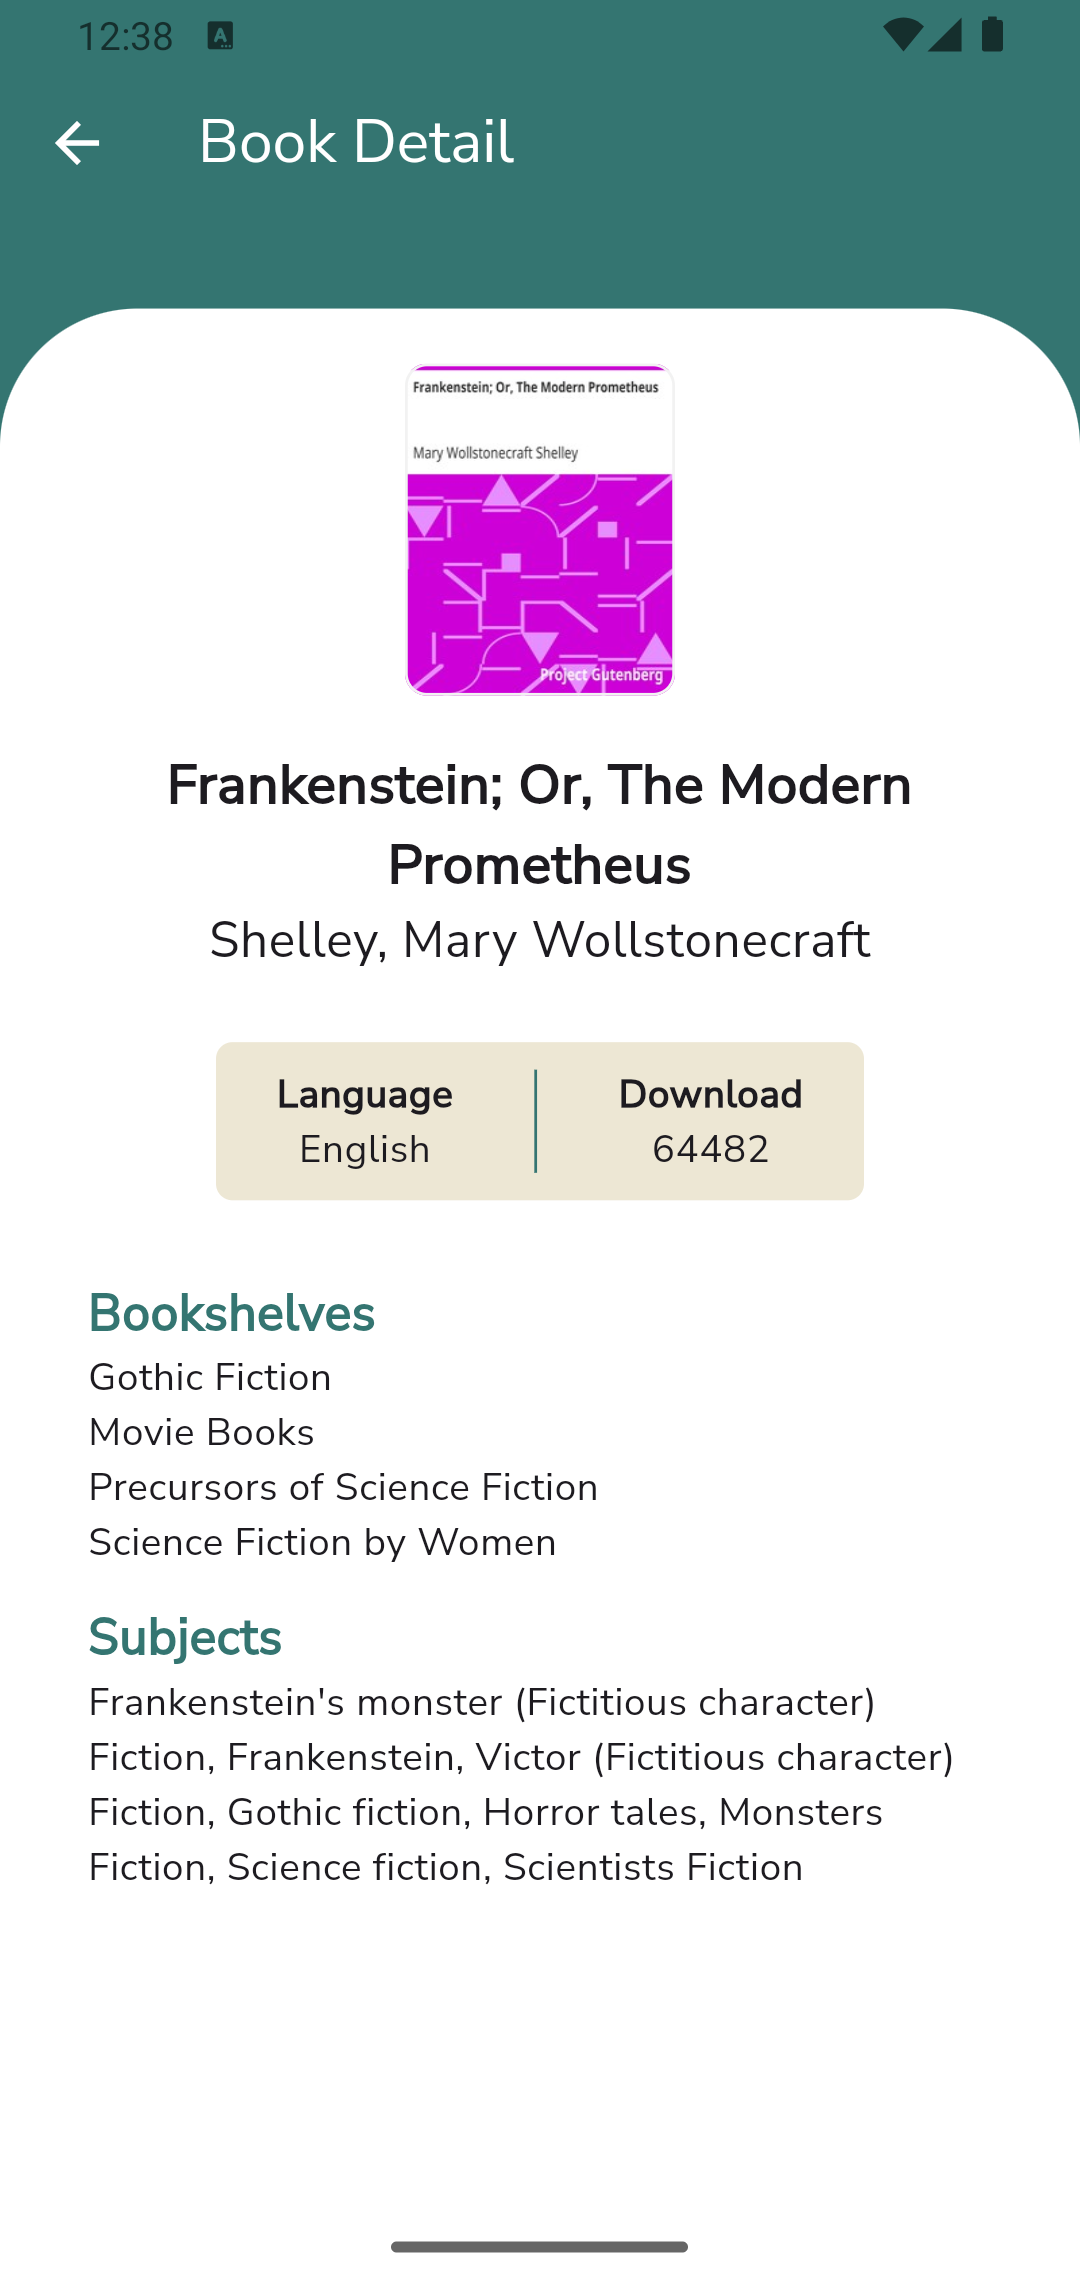 12:38
Book Detail
Frankenstein; Or, The Modern Prometheus
Mary Wollstonecraft Shelley
Project Gutenberg
Frankenstein; Or, The Modern
Prometheus
Shelley, Mary Wollstonecraft
Language
English
Download
64482
Bookshelves
Gothic Fiction
Movie Books
Precursors of Science Fiction
Science Fiction by Women
Subjects
Frankenstein's monster (Fictitious character)
Fiction, Frankenstein, Victor (Fictitious character)
Fiction, Gothic fiction, Horror tales, Monsters
Fiction, Science fiction, Scientists Fiction